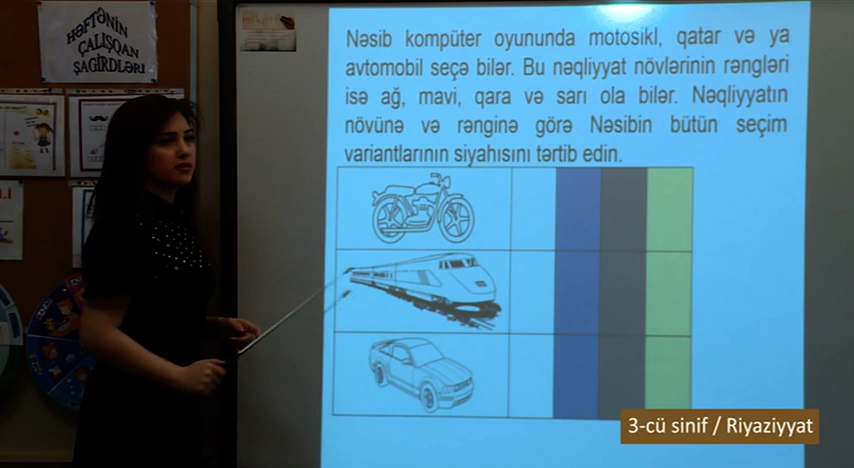 HƏFTƏNİN
ÇALIŞQAN
ŞAGİRDLƏRİ
Nəsib kompüter oyununda motosikl, qatar və ya
avtomobil seçə bilər. Bu nəqliyyat növlərinin rəngləri
isə ağ, mavi, qara və sarı ola bilər. Nəqliyyatın
növünə və rənginə görə Nəsibin bütün seçim
variantlarının siyahısını tərtib edin.
3-cü sinif / Riyaziyyat